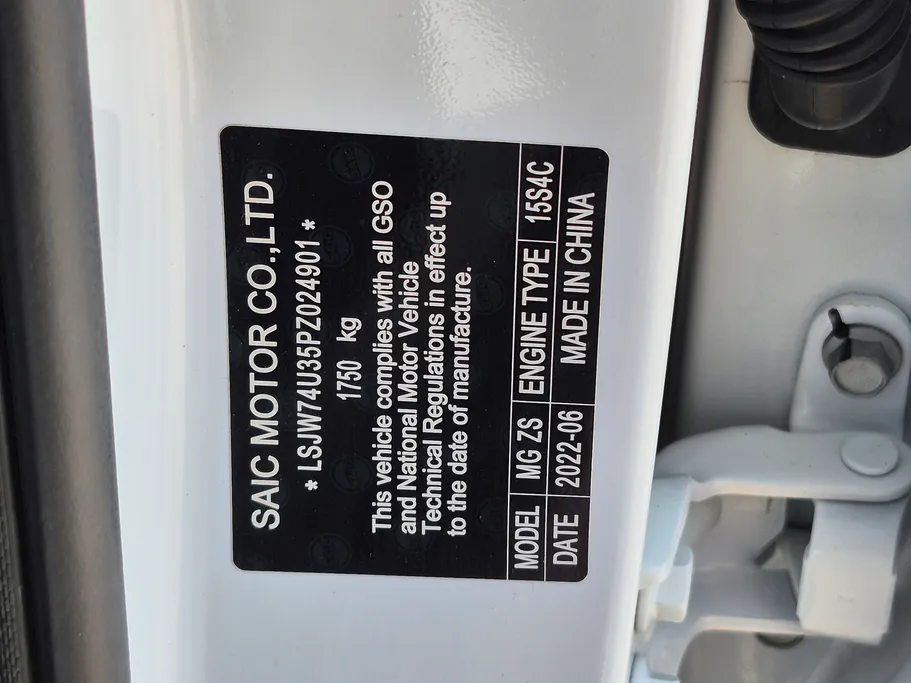 SAIC MOTOR CO.,LTD.
* LSJW74U35PZ024901 *
1750 kg
This vehicle complies with all GSO
and National Motor Vehicle
Technical Regulations in effect up
to the date of manufacture.
MODEL MG ZS ENGINE TYPE 15S4C
DATE 2022-06 MADE IN CHINA